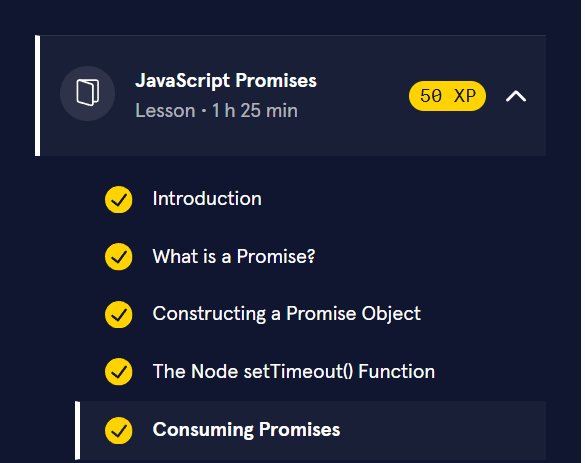 JavaScript Promises
Lesson · 1 h 25 min
50 XP
Introduction
What is a Promise?
Constructing a Promise Object
The Node setTimeout() Function
Consuming Promises